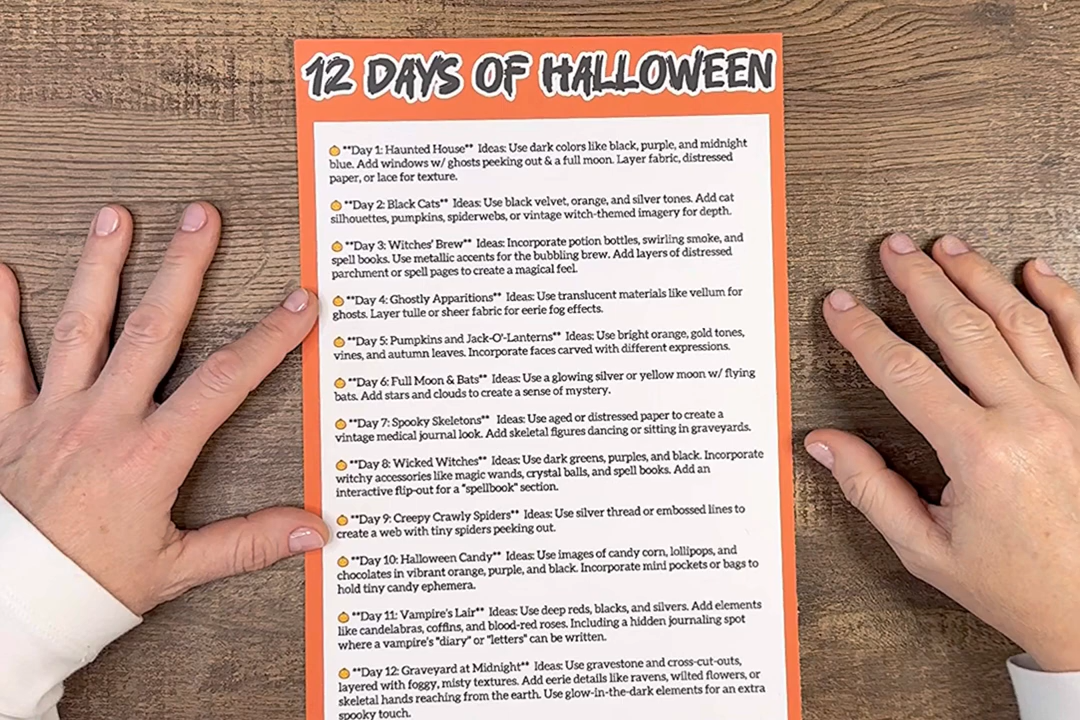 12 DAYS OF HALLOWEEN
**Day 1: Haunted House** Ideas: Use dark colors like black, purple, and midnight
blue. Add windows w/ ghosts peeking out & a full moon. Layer fabric, distressed
paper, or lace for texture.
**Day 2: Black Cats** Ideas: Use black velvet, orange, and silver tones. Add cat
silhouettes, pumpkins, spiderwebs, or vintage witch-themed imagery for depth.
**Day 3: Witches' Brew** Ideas: Incorporate potion bottles, swirling smoke, and
spell books. Use metallic accents for the bubbling brew. Add layers of distressed
parchment or spell pages to create a magical feel.
**Day 4: Ghostly Apparitions** Ideas: Use translucent materials like vellum for
ghosts. Layer tulle or sheer fabric for eerie fog effects.
**Day 5: Pumpkins and Jack-O'-Lanterns** Ideas: Use bright orange, gold tones,
vines, and autumn leaves. Incorporate faces carved with different expressions.
**Day 6: Full Moon & Bats** Ideas: Use a glowing silver or yellow moon w/ flying
bats. Add stars and clouds to create a sense of mystery.
**Day 7: Spooky Skeletons** Ideas: Use aged or distressed paper to create a
vintage medical journal look. Add skeletal figures dancing or sitting in graveyards.
**Day 8: Wicked Witches** Ideas: Use dark greens, purples, and black. Incorporate
witchy accessories like magic wands, crystal balls, and spell books. Add an
interactive flip-out for a "spellbook" section.
**Day 9: Creepy Crawly Spiders** Ideas: Use silver thread or embossed lines to
create a web with tiny spiders peeking out.
**Day 10: Halloween Candy** Ideas: Use images of candy corn, lollipops, and
chocolates in vibrant orange, purple, and black. Incorporate mini pockets or bags to
hold tiny candy ephemera.
**Day 11: Vampire's Lair** Ideas: Use deep reds, blacks, and silvers. Add elements
like candelabras, coffins, and blood-red roses. Including a hidden journaling spot
where a vampire's "diary" or "letters" can be written.
**Day 12: Graveyard at Midnight** Ideas: Use gravestone and cross-cut-outs,
layered with foggy, misty textures. Add eerie details like ravens, wilted flowers, or
skeletal hands reaching from the earth. Use glow-in-the-dark elements for an extra
spooky touch.